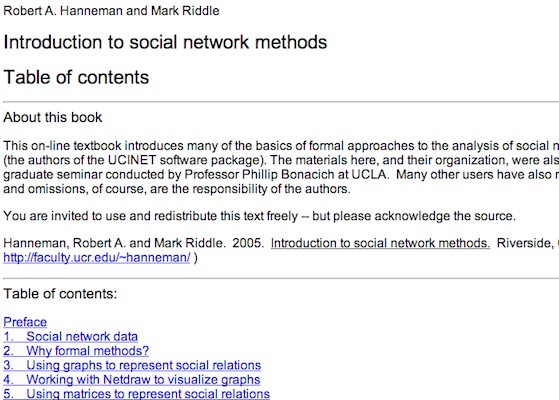 Robert A. Hanneman and Mark Riddle
Introduction to social network methods
Table of contents
About this book
This on-line textbook introduces many of the basics of formal approaches to the analysis of social
(the authors of the UCINET software package). The materials here, and their organization, were
graduate seminar conducted by Professor Phillip Bonacich at UCLA.  Many other users have also
and omissions, of course, are the responsibility of the authors.
You are invited to use and redistribute this text freely -- but please acknowledge the source.
Hanneman, Robert A. and Mark Riddle.  2005.  Introduction to social network methods.  Riverside,
http://faculty.ucr.edu/~hanneman/ )
Table of contents:
Preface
1.    Social network data
2.    Why formal methods?
3.    Using graphs to represent social relations
4.    Working with Netdraw to visualize graphs
5.    Using matrices to represent social relations